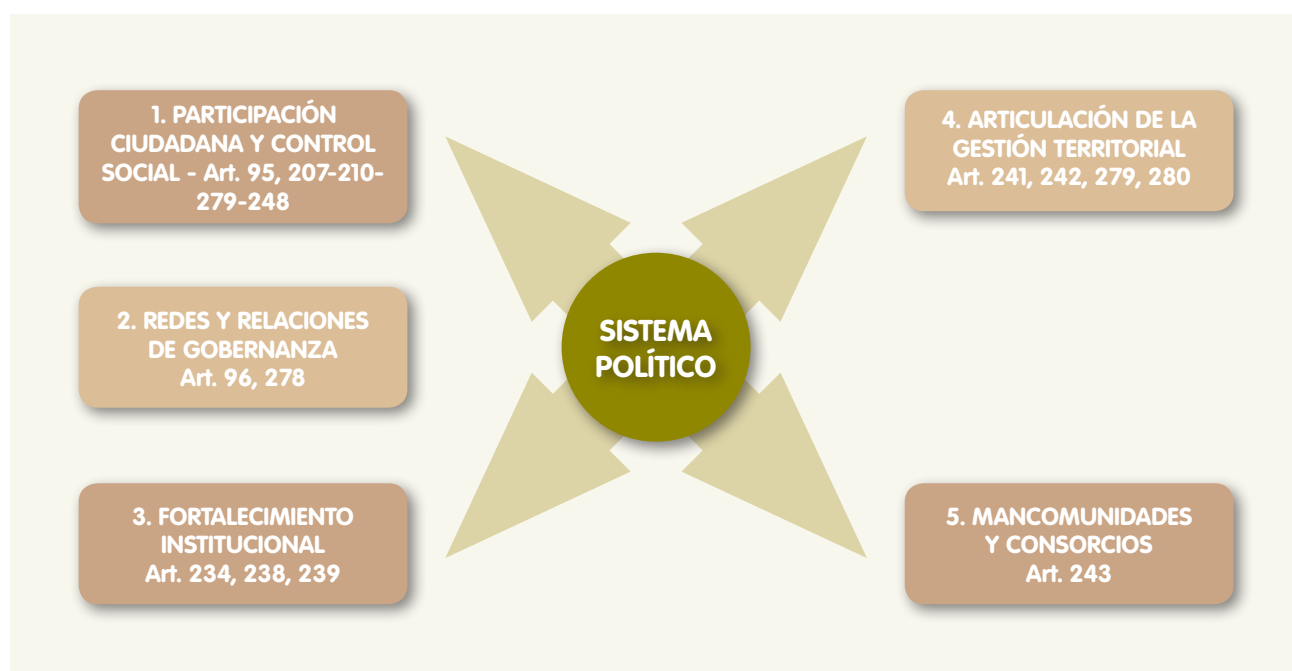 1. PARTICIPACIÓN
CIUDADANA Y CONTROL
SOCIAL - Art. 95, 207-210-
279-248
2. REDES Y RELACIONES
DE GOBERNANZA
Art. 96, 278
3. FORTALECIMIENTO
INSTITUCIONAL
Art. 234, 238, 239
SISTEMA
POLÍTICO
4. ARTICULACIÓN DE LA
GESTIÓN TERRITORIAL
Art. 241, 242, 279, 280
5. MANCOMUNIDADES
Y CONSORCIOS
Art. 243